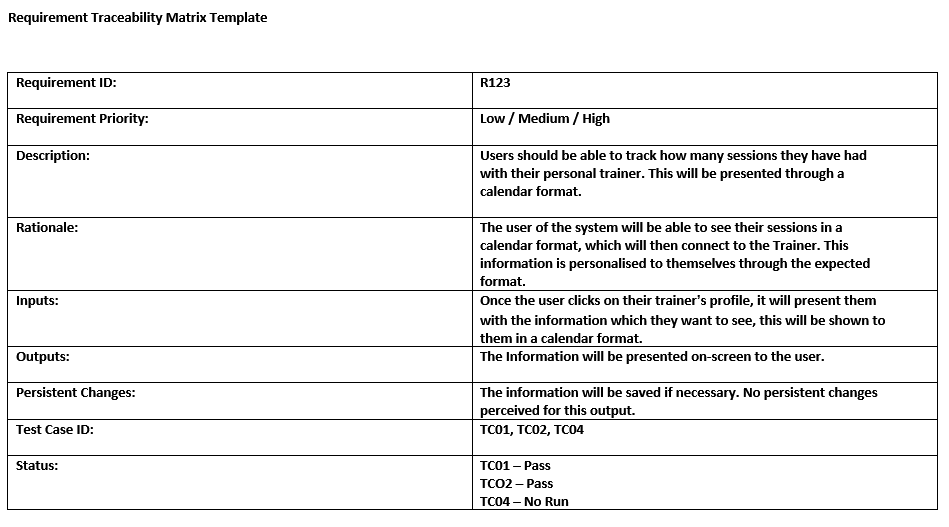 Requirement Traceability Matrix Template
Requirement ID:
R123
Requirement Priority:
Low / Medium / High
Description:
Users should be able to track how many sessions they have had
with their personal trainer. This will be presented through a
calendar format.
Rationale:
The user of the system will be able to see their sessions in a
calendar format, which will then connect to the Trainer. This
information is personalised to themselves through the expected
format.
Inputs:
Once the user clicks on their trainer's profile, it will present them
with the information which they want to see, this will be shown to
them in a calendar format.
Outputs:
The Information will be presented on-screen to the user.
Persistent Changes:
The information will be saved if necessary. No persistent changes
perceived for this output.
Test Case ID:
TC01, TC02, TC04
Status:
TC01 – Pass
TCO2 – Pass
TC04 – No Run